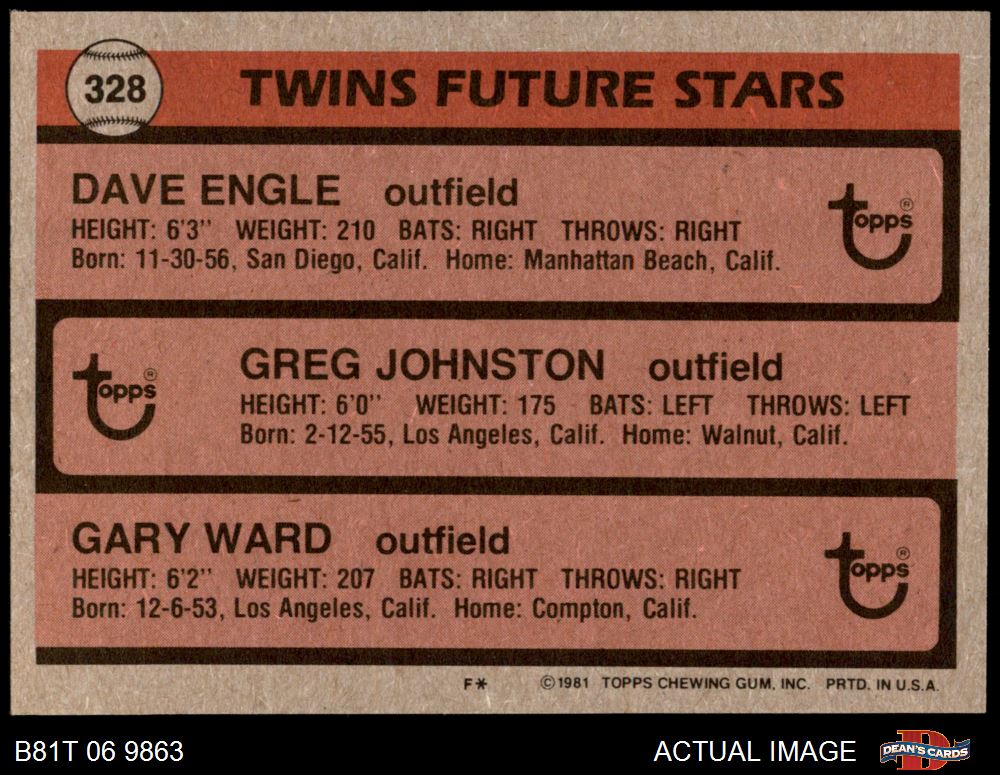 328
TWINS FUTURE STARS
DAVE ENGLE outfield
HEIGHT: 6'3" WEIGHT: 210 BATS: RIGHT THROWS: RIGHT
Born: 11-30-56, San Diego, Calif. Home: Manhattan Beach, Calif.
topps®
GREG JOHNSTON outfield
HEIGHT: 6'0" WEIGHT: 175 BATS: LEFT THROWS: LEFT
Born: 2-12-55, Los Angeles, Calif. Home: Walnut, Calif.
topps®
GARY WARD outfield
HEIGHT: 6'2" WEIGHT: 207 BATS: RIGHT THROWS: RIGHT
Born: 12-6-53, Los Angeles, Calif. Home: Compton, Calif.
topps®
F* ©1981 TOPPS CHEWING GUM, INC. PRTD. IN U.S.A.
B81T 06 9863
ACTUAL IMAGE
DEAN'S CARDS